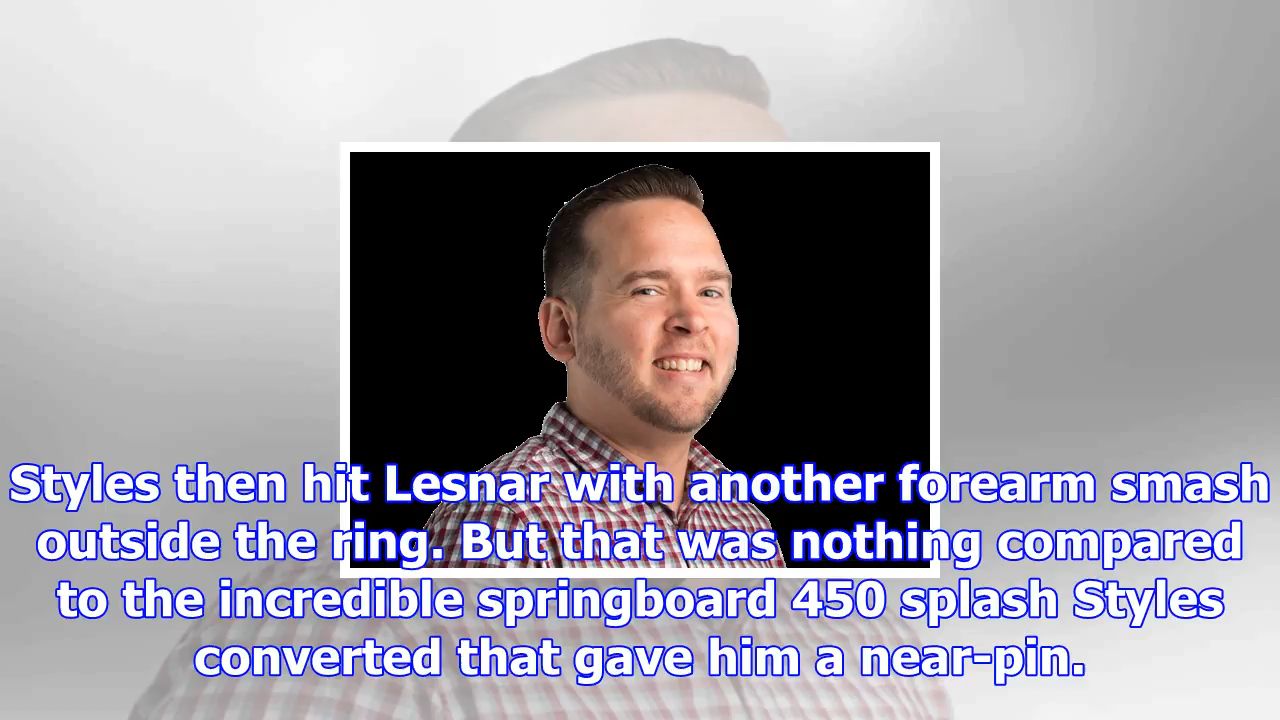 Styles then hit Lesnar with another forearm smash
outside the ring. But that was nothing compared
to the incredible springboard 450 splash Styles
converted that gave him a near-pin.